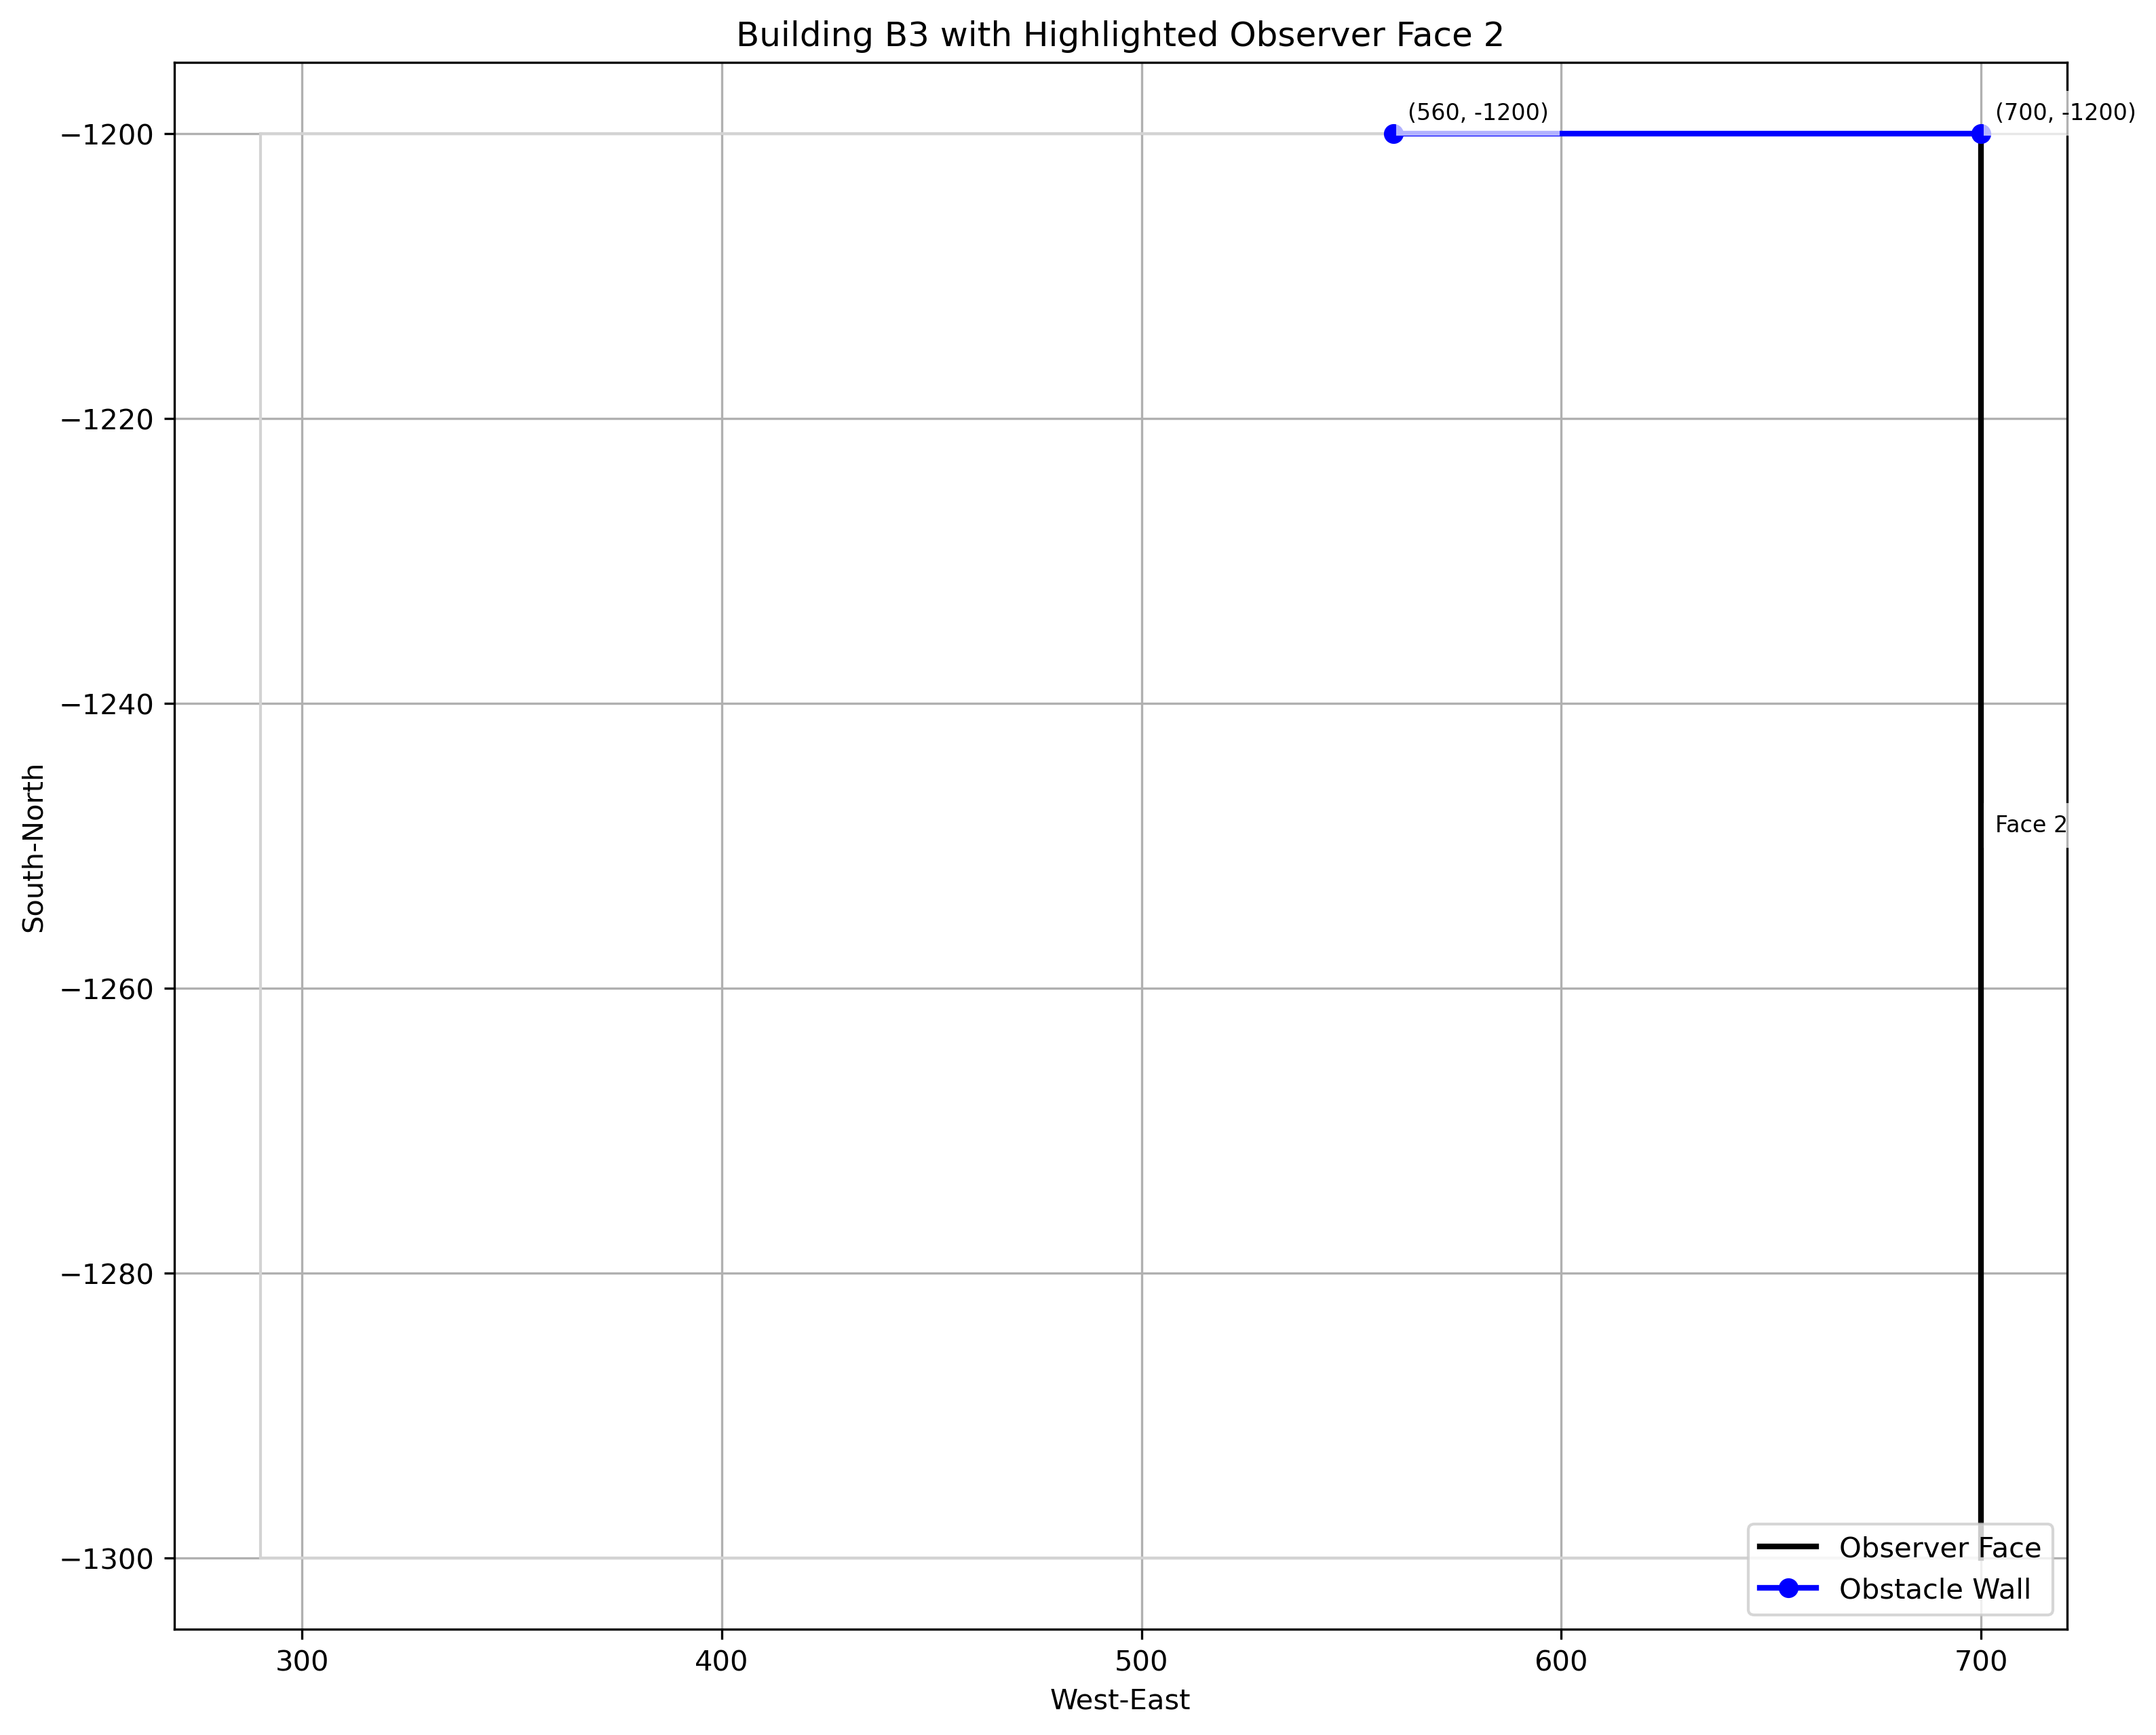 Building B3 with Highlighted Observer Face 2
(560, -1200)
(700, -1200)
−1200
−1220
−1240
Face 2
−1260
−1280
−1300
South-North
Observer Face
Obstacle Wall
300
400
500
600
700
West-East